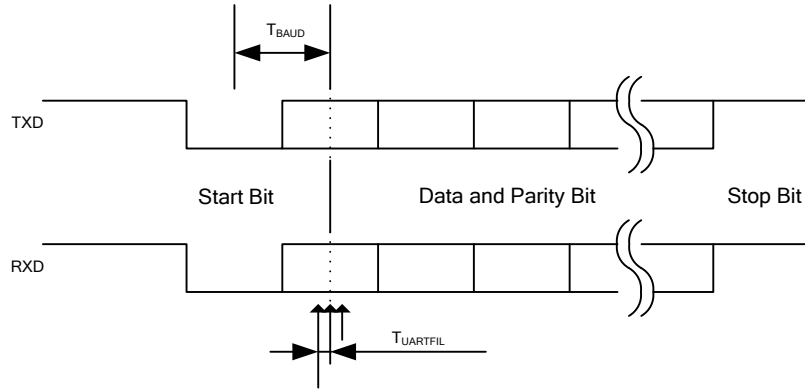 TBAUD
TXD
Start Bit
Data and Parity Bit
Stop Bit
RXD
TUARTFIL